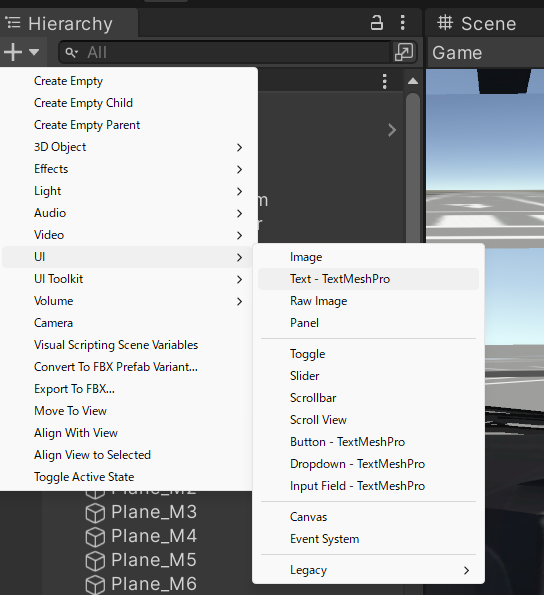 Hierarchy
Scene
All
Game
Create Empty
Create Empty Child
Create Empty Parent
3D Object
Effects
Light
Audio
Video
UI
UI Toolkit
Volume
Camera
Visual Scripting Scene Variables
Convert To FBX Prefab Variant...
Export To FBX...
Move To View
Align With View
Align View to Selected
Toggle Active State
Image
Text - TextMeshPro
Raw Image
Panel
Toggle
Slider
Scrollbar
Scroll View
Button - TextMeshPro
Dropdown - TextMeshPro
Input Field - TextMeshPro
Canvas
Event System
Legacy
Plane_M2
Plane_M3
Plane_M4
Plane_M5
Plane_M6